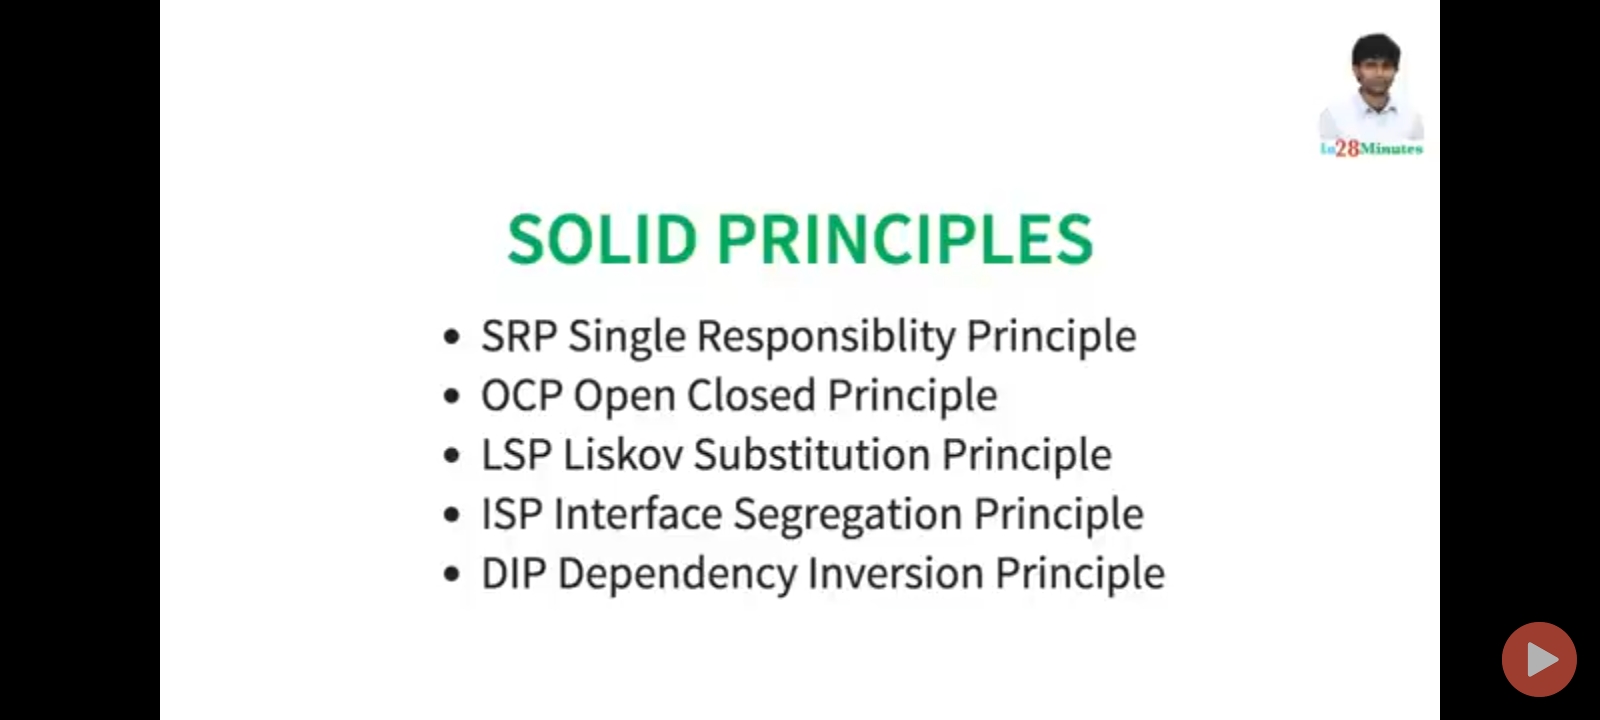 In28Minutes
SOLID PRINCIPLES
• SRP Single Responsiblity Principle
• OCP Open Closed Principle
• LSP Liskov Substitution Principle
• ISP Interface Segregation Principle
• DIP Dependency Inversion Principle